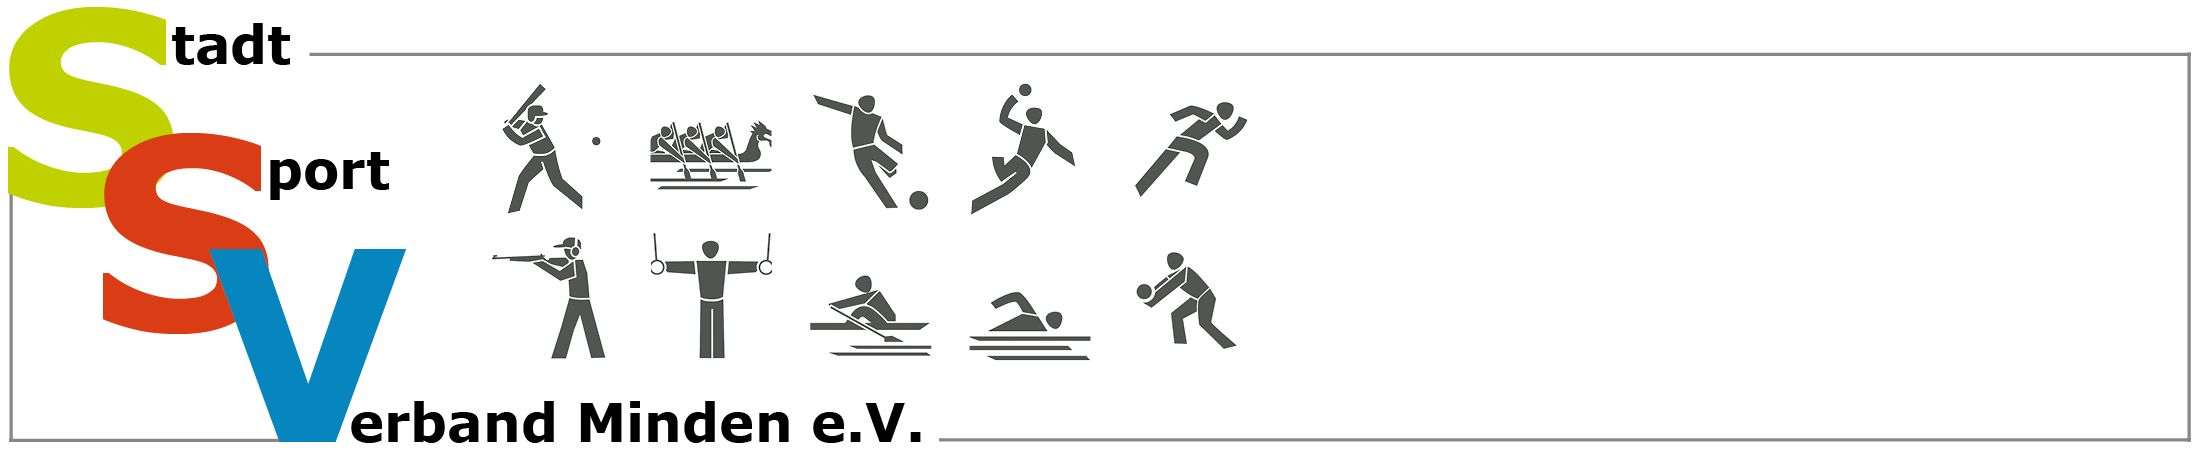 Stadt
Sport
Verband Minden e.V.